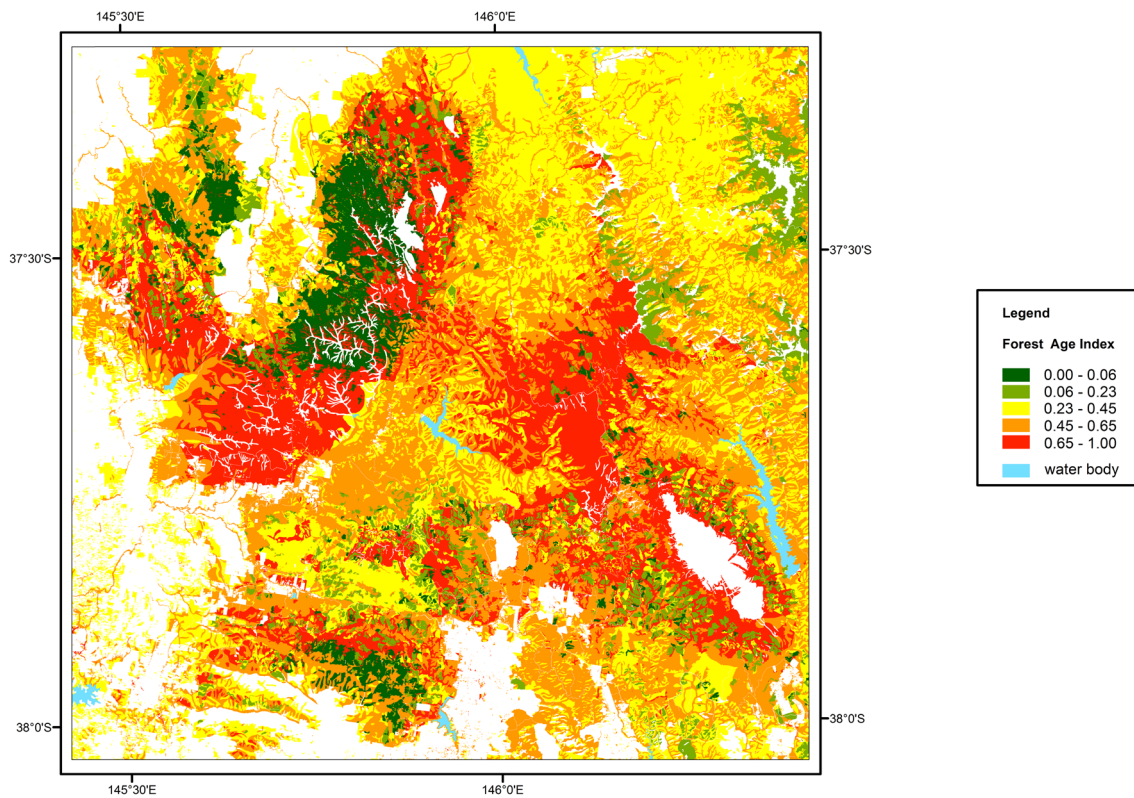 145°30'E
146°0'E
37°30'S
37°30'S
Legend
Forest Age Index
0.00 - 0.06
0.06 - 0.23
0.23 - 0.45
0.45 - 0.65
0.65 - 1.00
water body
38°0'S
38°0'S
145°30'E
146°0'E